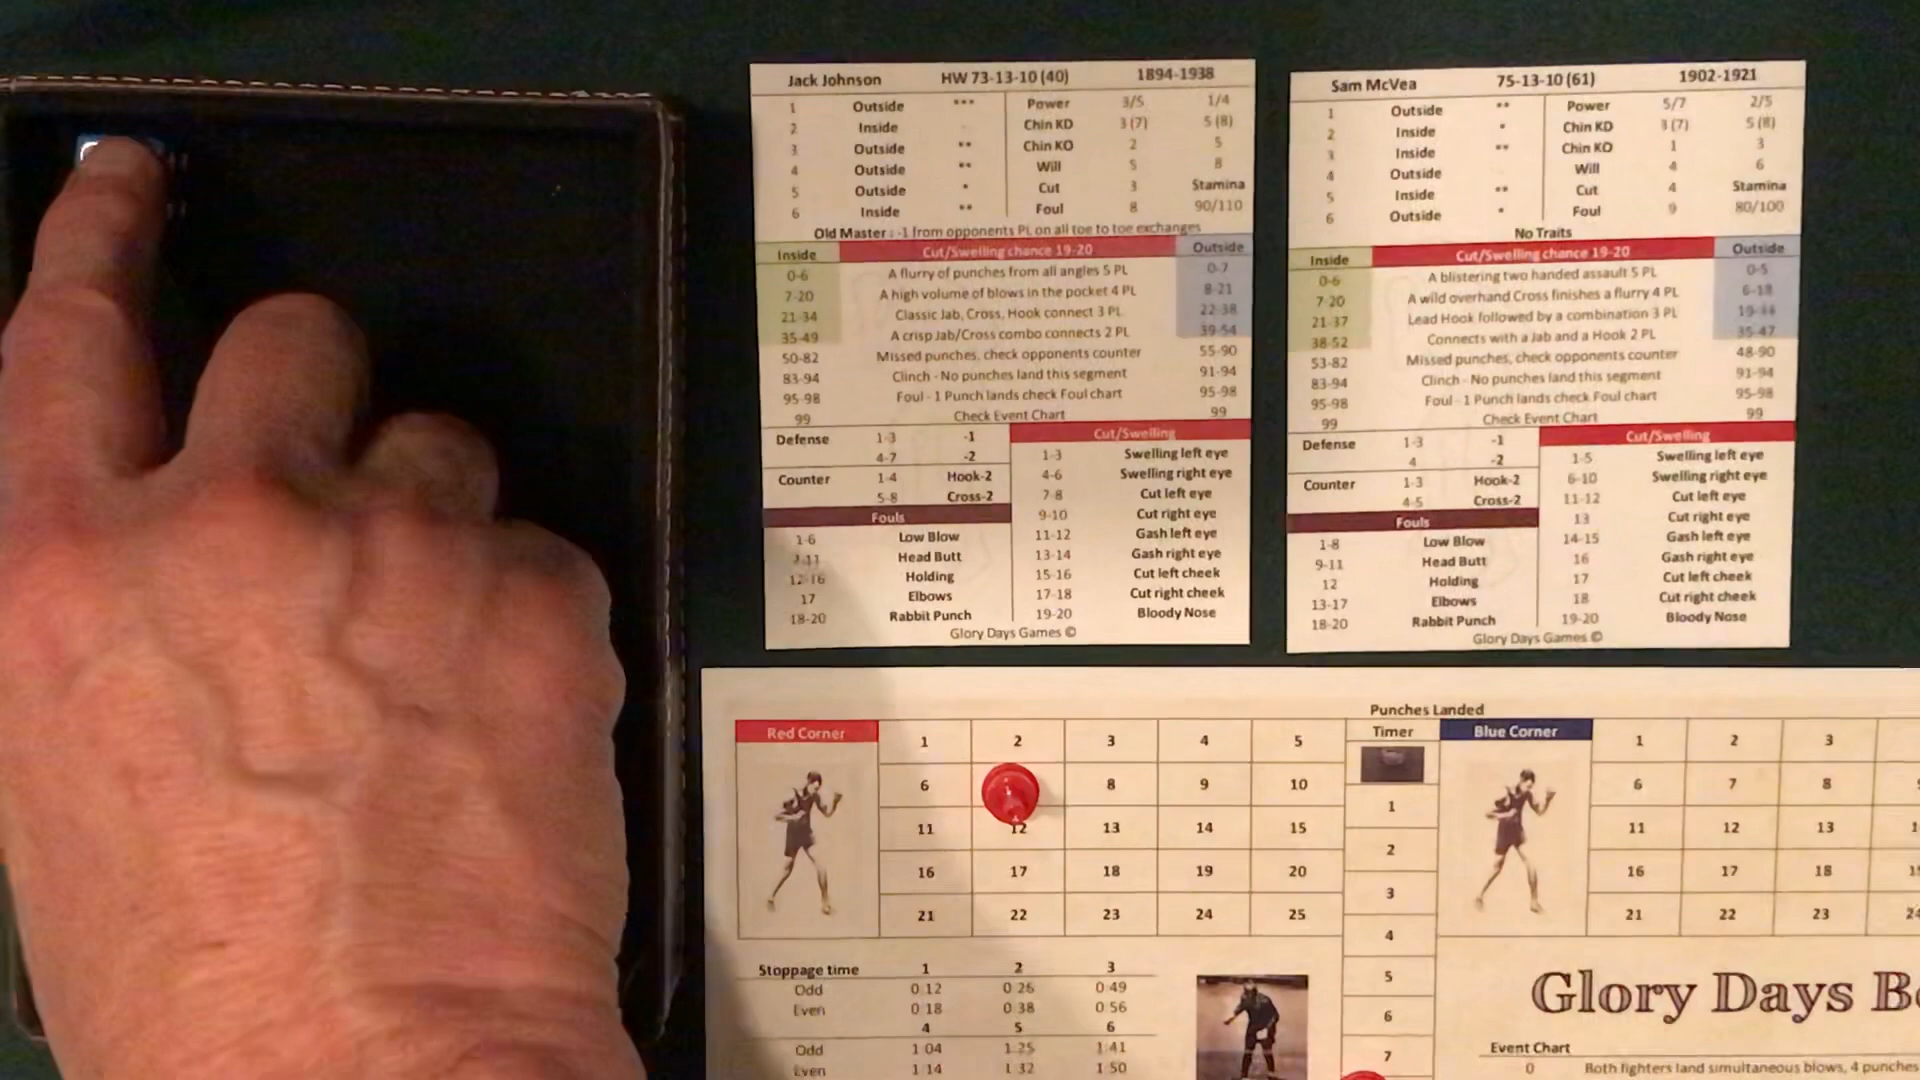 Jack Johnson HW 73-13-10 (40) 1894-1938
1 Outside *** Power 3/5 1/4
2 Inside Chin KD 3 (7) 5 (8)
3 Outside ** Chin KO 2 5
4 Outside ** Will 5 8
5 Outside * Cut 3 Stamina
6 Inside ** Foul 8 90/110
Old Master : -1 from opponents PL on all toe to toe exchanges
Inside Cut/Swelling chance 19-20 Outside
0-6 A flurry of punches from all angles 5 PL 0-7
7-20 A high volume of blows in the pocket 4 PL 8-21
21-34 Classic Jab, Cross, Hook connect 3 PL 22-38
35-49 A crisp Jab/Cross combo connects 2 PL 39-54
50-82 Missed punches, check opponents counter 55-90
83-94 Clinch - No punches land this segment 91-94
95-98 Foul - 1 Punch lands check Foul chart 95-98
99 Check Event Chart 99
Defense 1-3 -1
4-7 -2
Counter 1-4 Hook-2
5-8 Cross-2
Fouls
1-6 Low Blow
7-11 Head Butt
12-16 Holding
17 Elbows
18-20 Rabbit Punch
Cut/Swelling
1-3 Swelling left eye
4-6 Swelling right eye
7-8 Cut left eye
9-10 Cut right eye
11-12 Gash left eye
13-14 Gash right eye
15-16 Cut left cheek
17-18 Cut right cheek
19-20 Bloody Nose
Glory Days Games ©
Sam McVea 75-13-10 (61) 1902-1921
1 Outside ** Power 5/7 2/5
2 Inside * Chin KD 3 (7) 5 (8)
3 Inside ** Chin KO 1 3
4 Outside Will 4 6
5 Inside ** Cut 4 Stamina
6 Outside * Foul 9 80/100
No Traits
Inside Cut/Swelling chance 19-20 Outside
0-6 A blistering two handed assault 5 PL 0-5
7-20 A wild overhand Cross finishes a flurry 4 PL 6-18
21-37 Lead Hook followed by a combination 3 PL
38-52 Connects with a Jab and a Hook 2 PL 35-47
53-82 Missed punches, check opponents counter 48-90
83-94 Clinch - No punches land this segment 91-94
95-98 Foul - 1 Punch lands check Foul chart 95-98
99 Check Event Chart 99
Defense 1-3 -1
4 -2
Counter 1-3 Hook-2
4-5 Cross-2
Fouls
1-8 Low Blow
9-11 Head Butt
12 Holding
13-17 Elbows
18-20 Rabbit Punch
Cut/Swelling
1-5 Swelling left eye
6-10 Swelling right eye
11-12 Cut left eye
13 Cut right eye
14-15 Gash left eye
16 Gash right eye
17 Cut left cheek
18 Cut right cheek
19-20 Bloody Nose
Glory Days Games ©
Punches Landed
Red Corner 1 2 3 4 5
6 8 9 10
11 12 13 14 15
16 17 18 19 20
21 22 23 24 25
Timer
1
2
3
4
5
6
7
Blue Corner 1 2 3
6 7 8
11 12 13
16 17 18
21 22 23
Stoppage time 1 2 3
Odd 0 12 0 26 0 49
Even 0 18 0 38 0 56
4 5 6
Odd 1 04 1 25 1 41
Even 1 14 1 32 1 50
Glory Days
Event Chart
0 Both fighters land simultaneous blows, 4 punches